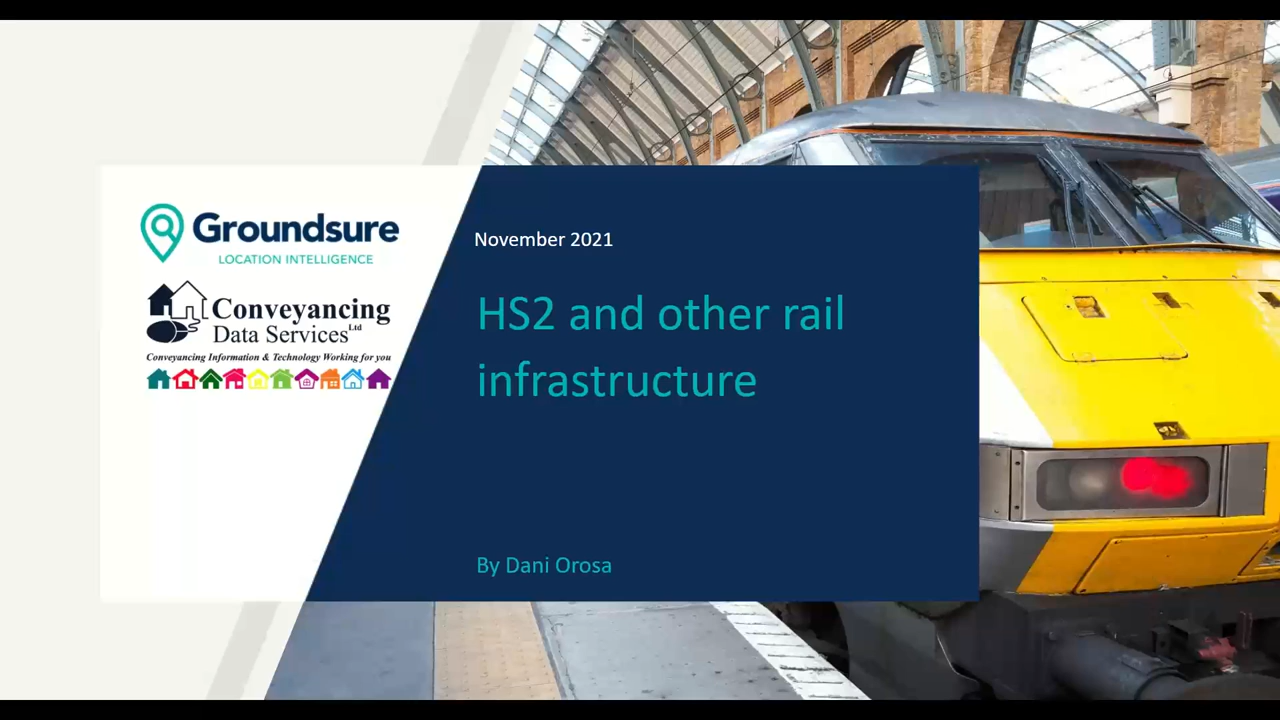 Groundsure
LOCATION INTELLIGENCE
Conveyancing
Data Services Ltd
Conveyancing Information & Technology Working for you
November 2021
HS2 and other rail
infrastructure
By Dani Orosa